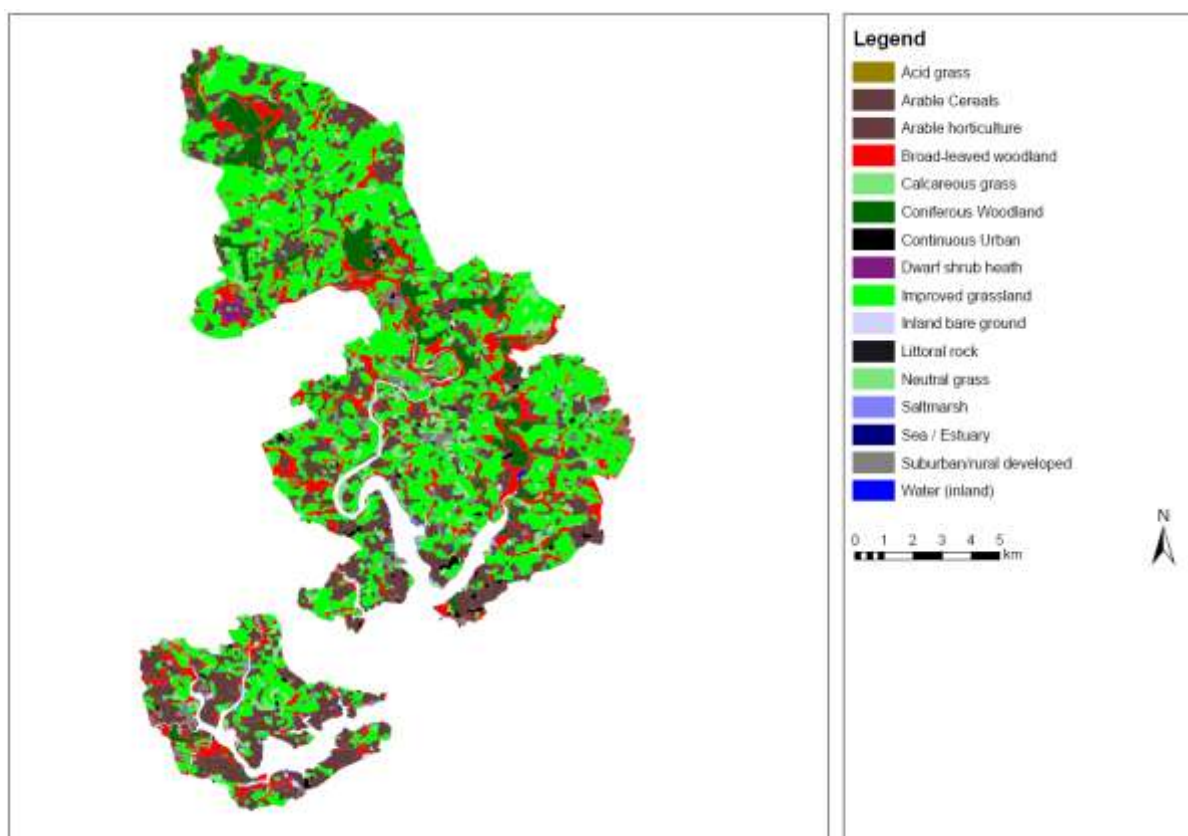 Legend
Acid grass
Arable Cereals
Arable horticulture
Broad-leaved woodland
Calcareous grass
Coniferous Woodland
Continuous Urban
Dwarf shrub heath
Improved grassland
Inland bare ground
Littoral rock
Neutral grass
Saltmarsh
Sea / Estuary
Suburban/rural developed
Water (inland)
N
0 1 2 3 4 5
km